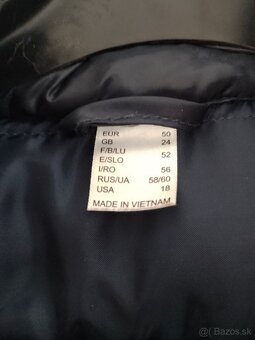 EUR 50
GB 24
F/B/LU 52
E/SLO
I/RO 56
RUS/UA 58/60
USA 18
MADE IN VIETNAM
Bazos.sk